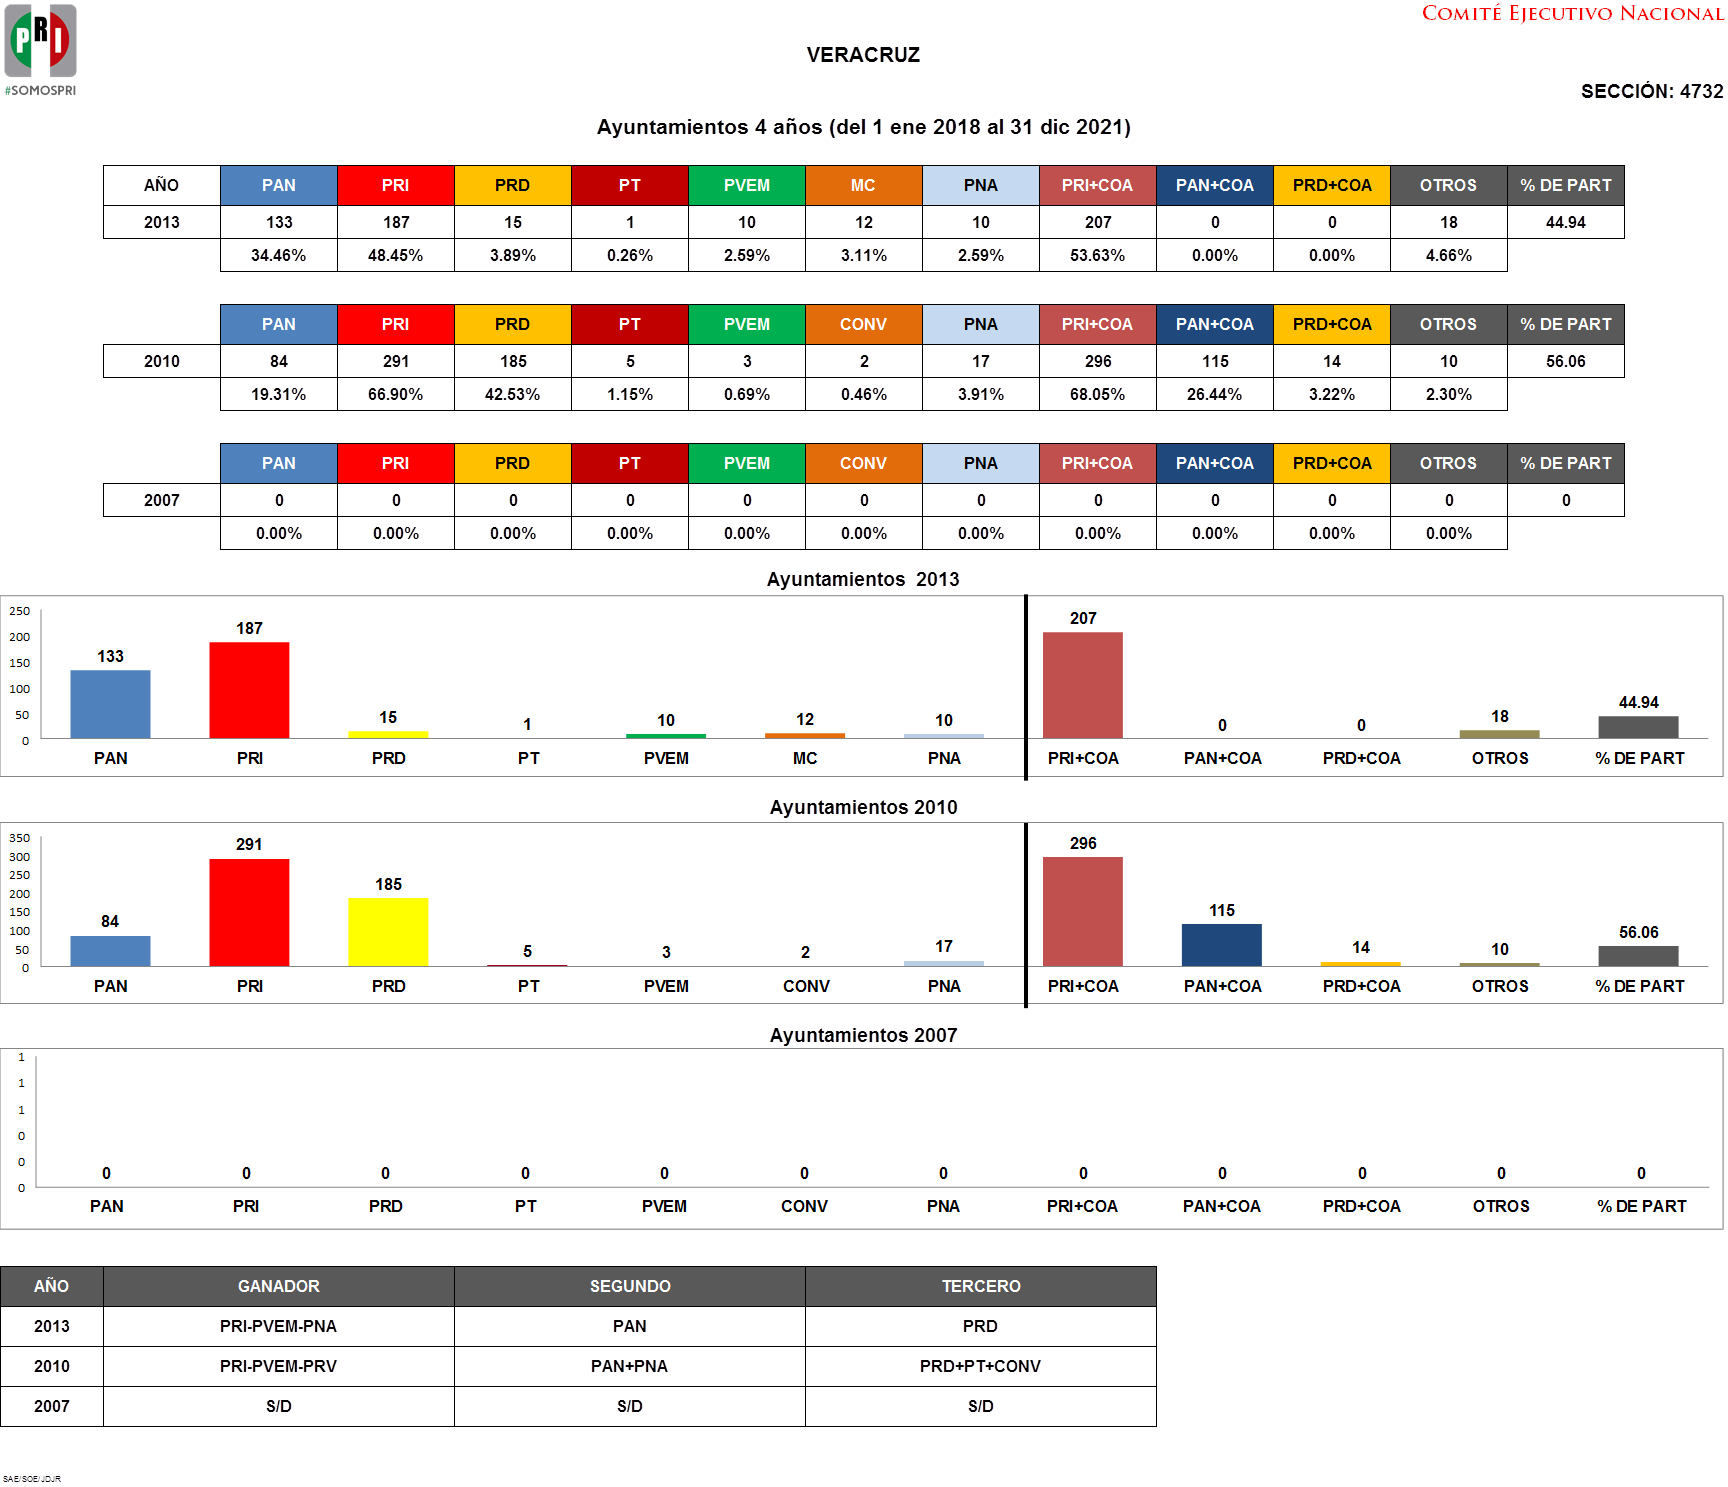 PRI
#SOMOSPRI
COMITÉ EJECUTIVO NACIONAL
VERACRUZ
SECCIÓN: 4732
Ayuntamientos 4 años (del 1 ene 2018 al 31 dic 2021)
AÑO PAN PRI PRD PT PVEM MC PNA PRI+COA PAN+COA PRD+COA OTROS % DE PART
2013 133 187 15 1 10 12 10 207 0 0 18 44.94
34.46% 48.45% 3.89% 0.26% 2.59% 3.11% 2.59% 53.63% 0.00% 0.00% 4.66%
PAN PRI PRD PT PVEM CONV PNA PRI+COA PAN+COA PRD+COA OTROS % DE PART
2010 84 291 185 5 3 2 17 296 115 14 10 56.06
19.31% 66.90% 42.53% 1.15% 0.69% 0.46% 3.91% 68.05% 26.44% 3.22% 2.30%
PAN PRI PRD PT PVEM CONV PNA PRI+COA PAN+COA PRD+COA OTROS % DE PART
2007 0 0 0 0 0 0 0 0 0 0 0 0
0.00% 0.00% 0.00% 0.00% 0.00% 0.00% 0.00% 0.00% 0.00% 0.00% 0.00%
Ayuntamientos 2013
250
200
150
100
50
0
133 187 15 1 10 12 10 207 0 0 18 44.94
PAN PRI PRD PT PVEM MC PNA PRI+COA PAN+COA PRD+COA OTROS % DE PART
Ayuntamientos 2010
350
300
250
200
150
100
50
0
84 291 185 5 3 2 17 296 115 14 10 56.06
PAN PRI PRD PT PVEM CONV PNA PRI+COA PAN+COA PRD+COA OTROS % DE PART
Ayuntamientos 2007
1
1
1
0
0
0
0 0 0 0 0 0 0 0 0 0 0 0
PAN PRI PRD PT PVEM CONV PNA PRI+COA PAN+COA PRD+COA OTROS % DE PART
AÑO GANADOR SEGUNDO TERCERO
2013 PRI-PVEM-PNA PAN PRD
2010 PRI-PVEM-PRV PAN+PNA PRD+PT+CONV
2007 S/D S/D S/D
SAE/SOE/JDJR